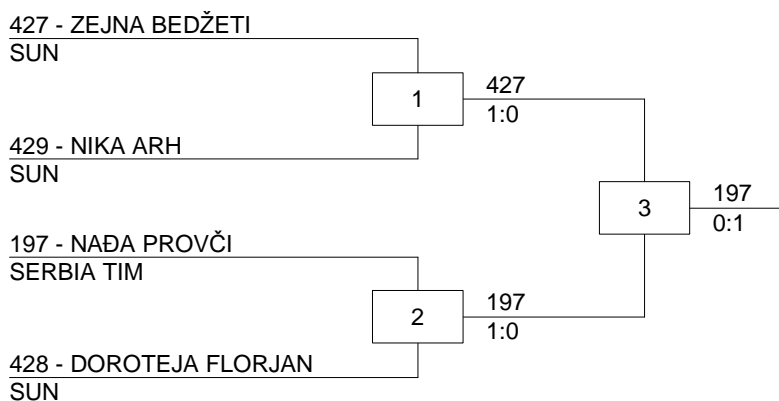 427 - ZEJNA BEDŽETI
SUN
1
427
1:0
429 - NIKA ARH
SUN
3
197
0:1
197 - NAĐA PROVČI
SERBIA TIM
2
197
1:0
428 - DOROTEJA FLORJAN
SUN